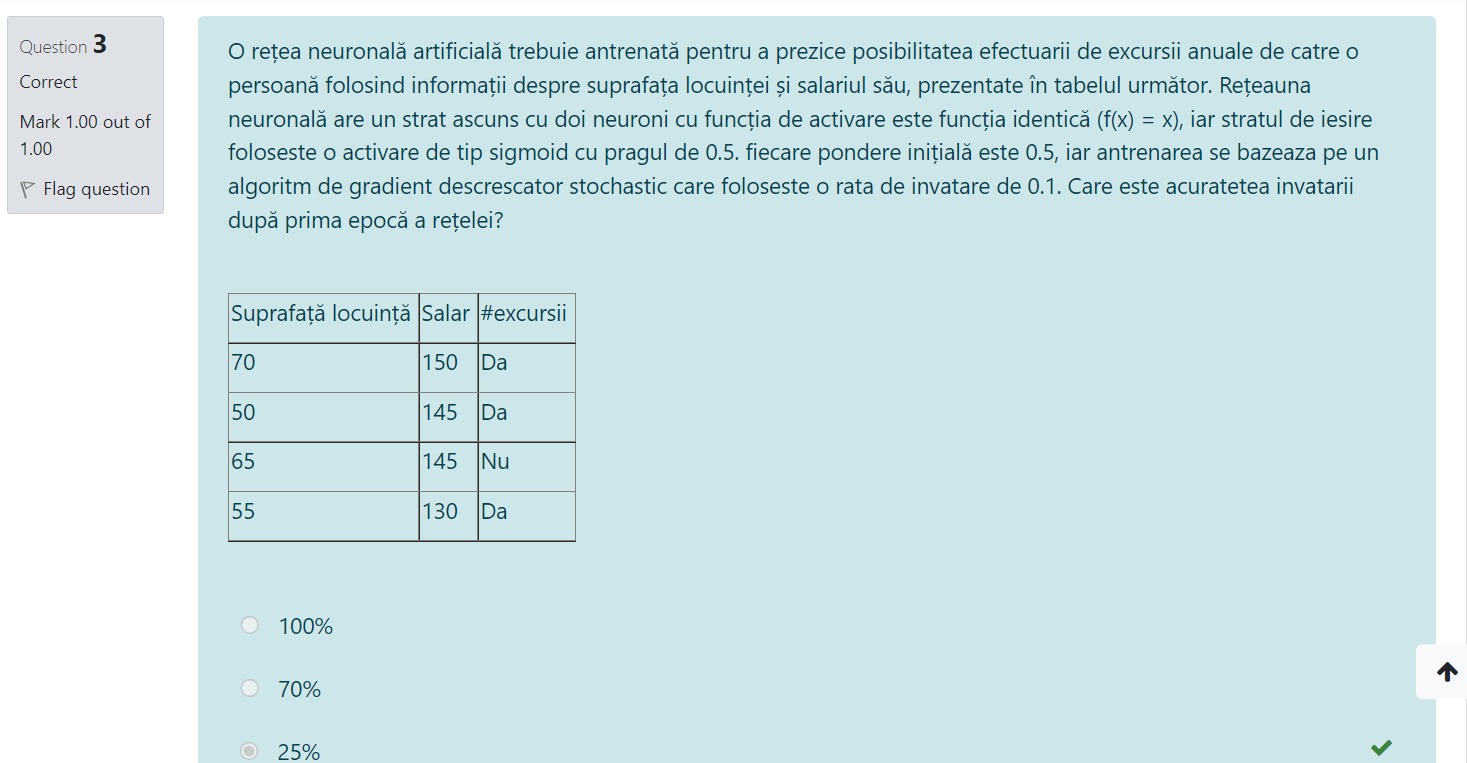 Question 3
Correct
Mark 1.00 out of
1.00
Flag question
O rețea neuronală artificială trebuie antrenată pentru a prezice posibilitatea efectuarii de excursii anuale de catre o
persoană folosind informații despre suprafața locuinței și salariul său, prezentate în tabelul următor. Rețeauna
neuronală are un strat ascuns cu doi neuroni cu funcția de activare este funcția identică (f(x) = x), iar stratul de iesire
foloseste o activare de tip sigmoid cu pragul de 0.5. fiecare pondere inițială este 0.5, iar antrenarea se bazeaza pe un
algoritm de gradient descrescator stochastic care foloseste o rata de invatare de 0.1. Care este acuratetea invatarii
după prima epocă a rețelei?
Suprafață locuință Salar #excursii
70 150 Da
50 145 Da
65 145 Nu
55 130 Da
100%
70%
25%